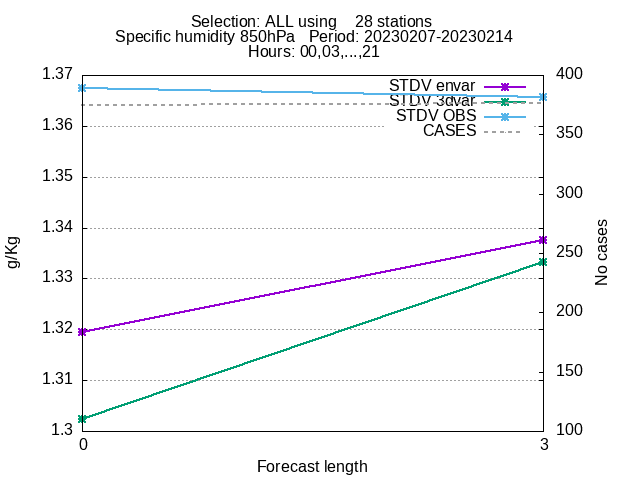 Selection: ALL using    28 stations
Specific humidity 850hPa   Period: 20230207-20230214
Hours: 00,03,...,21
1.37
1.36
1.35
1.34
1.33
1.32
1.31
1.3
g/Kg
STDV envar
STDV 3dvar
STDV OBS
CASES
400
350
300
250
200
150
100
No cases
0
3
Forecast length